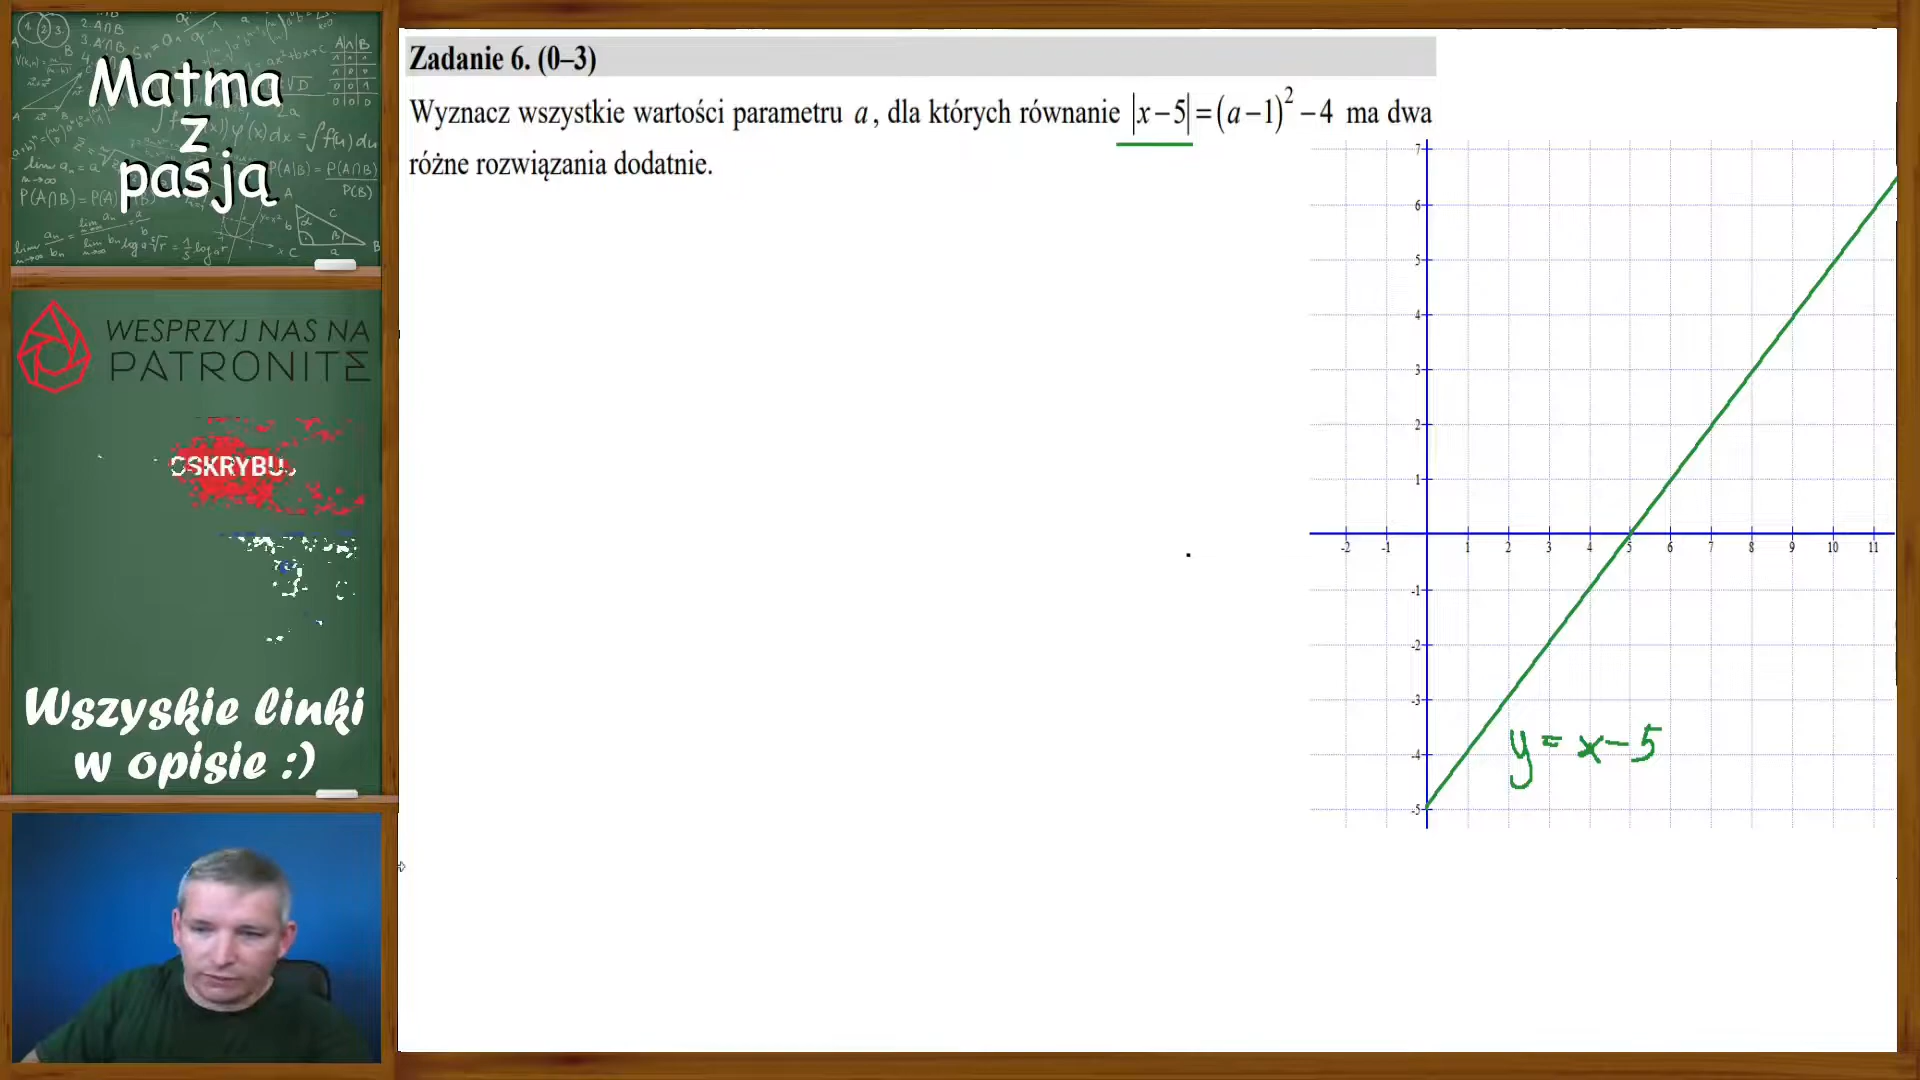 Matma
z
pasją
WESPRZYJ NAS NA
PATRONITE
SKRYBU
Wszyskie linki
w opisie :)
Zadanie 6. (0–3)
Wyznacz wszystkie wartości parametru a, dla których równanie |x−5|=(a−1)²−4 ma dwa
różne rozwiązania dodatnie.
7
6
5
4
3
2
1
-2 -1 1 2 3 4 5 6 7 8 9 10 11
-1
-2
-3
-4
-5
y = x-5